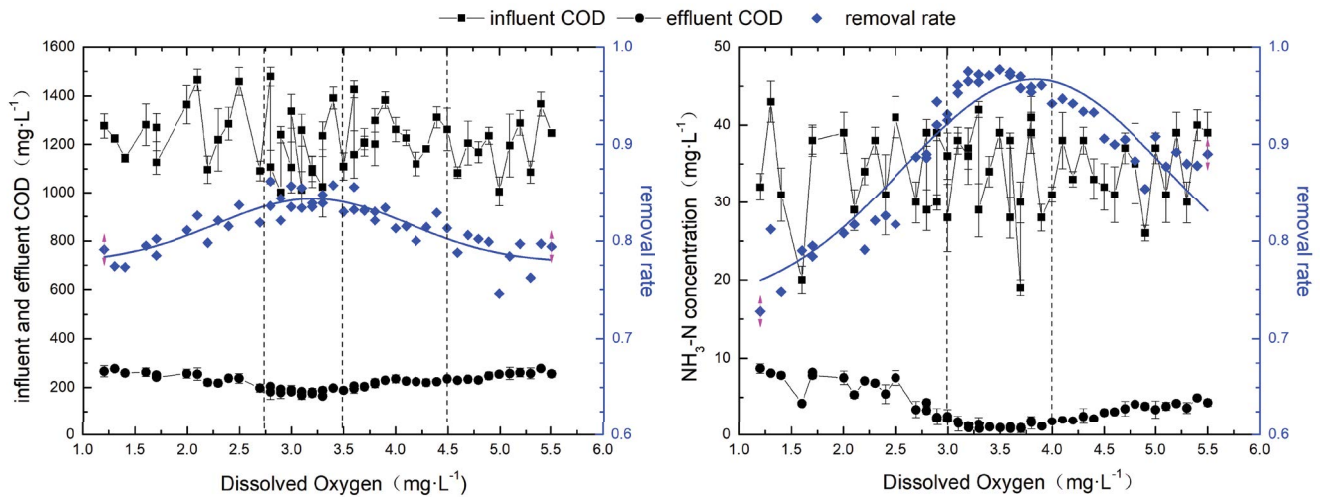 influent COD effluent COD removal rate
1600
1400
1200
1000
800
600
400
200
0
influent and effluent COD（mg·L-1）
1.0
0.9
0.8
0.7
0.6
removal rate
1.0 1.5 2.0 2.5 3.0 3.5 4.0 4.5 5.0 5.5 6.0
Dissolved Oxygen（mg·L-1)
50
40
30
20
10
0
NH3-N concentration（mg·L-1）
1.0
0.9
0.8
0.7
0.6
removal rate
1.0 1.5 2.0 2.5 3.0 3.5 4.0 4.5 5.0 5.5 6.0
Dissolved Oxygen（mg·L-1）